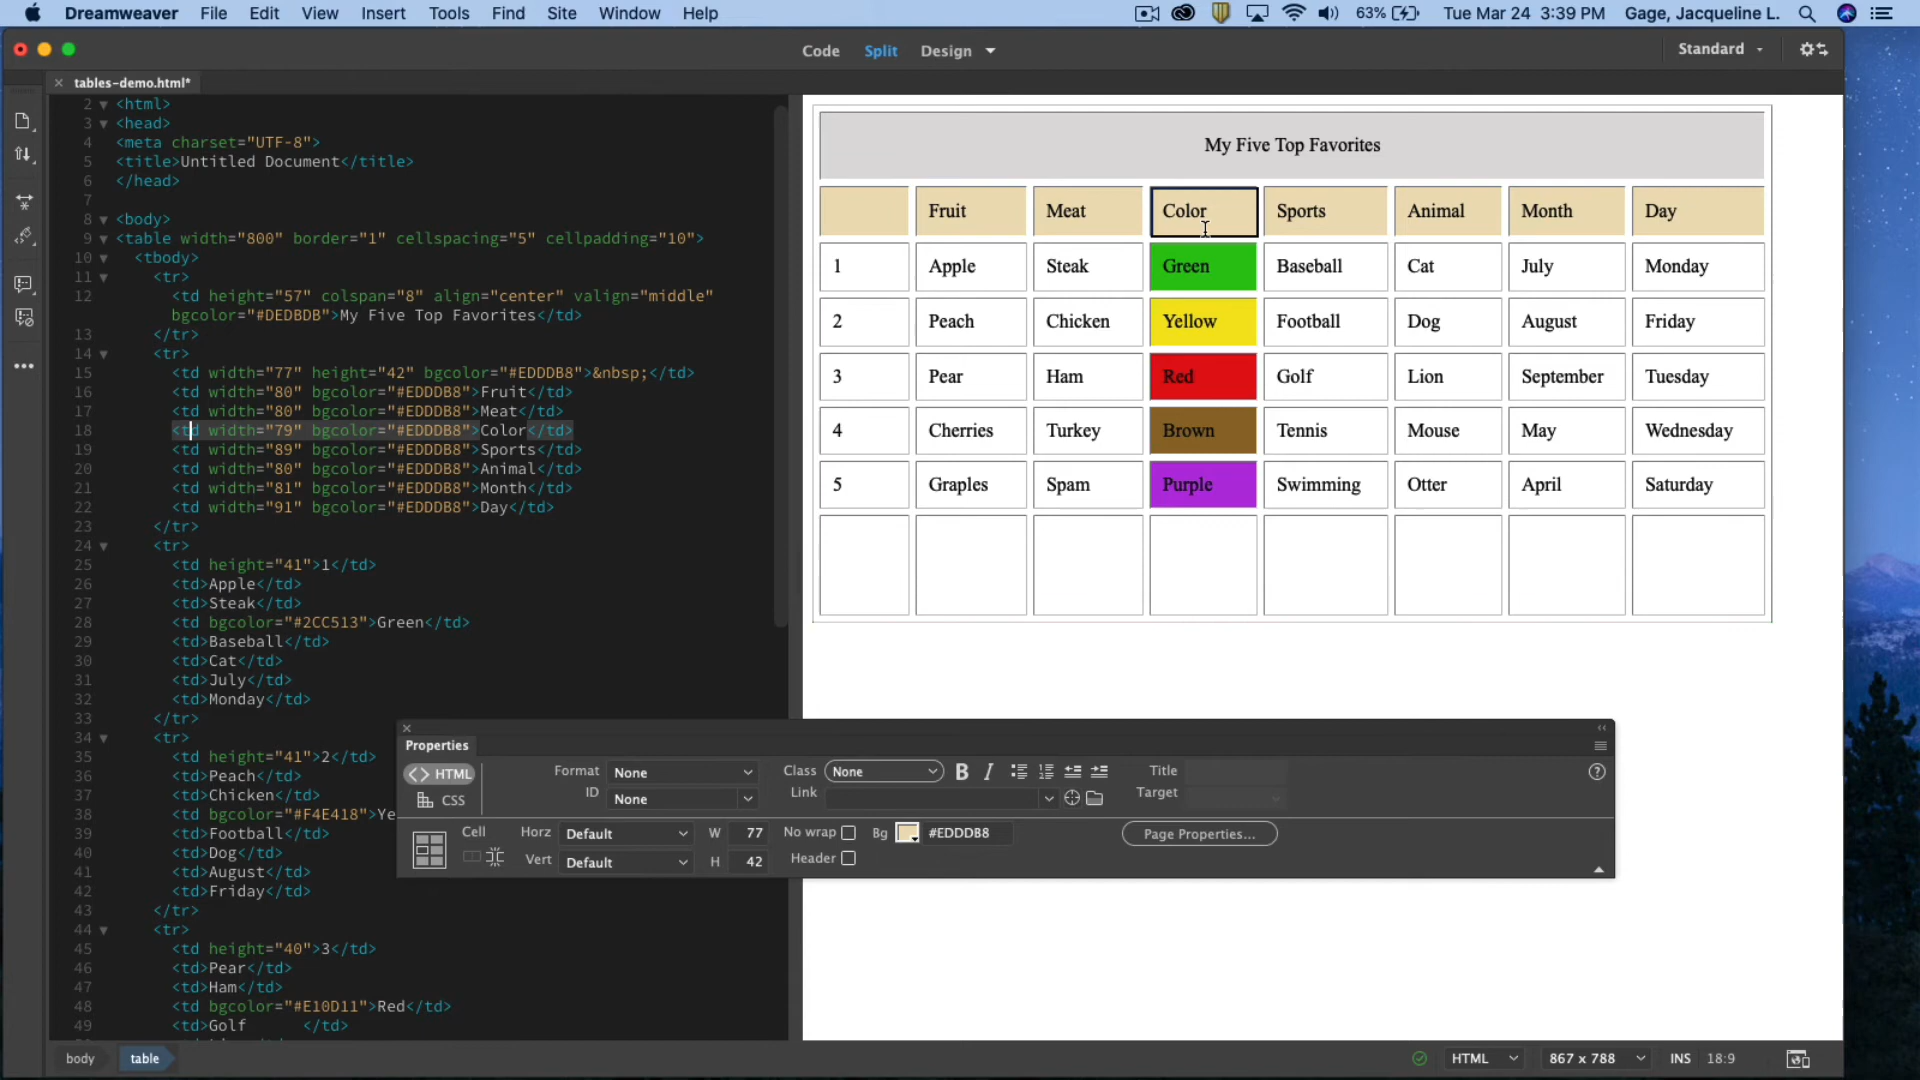 Dreamweaver File Edit View Insert Tools Find Site Window Help 63% Tue Mar 24 3:39 PM Gage, Jacqueline L.
Code Split Design Standard
tables-demo.html*
2 <html>
3 <head>
4 <meta charset="UTF-8">
5 <title>Untitled Document</title>
6 </head>
7
8 <body>
9 <table width="800" border="1" cellspacing="5" cellpadding="10">
10 <tbody>
11 <tr>
12 <td height="57" colspan="8" align="center" valign="middle"
bgcolor="#DEDBDB">My Five Top Favorites</td>
13 </tr>
14 <tr>
15 <td width="77" height="42" bgcolor="#EDDDB8">&nbsp;</td>
16 <td width="80" bgcolor="#EDDDB8">Fruit</td>
17 <td width="80" bgcolor="#EDDDB8">Meat</td>
18 <td width="79" bgcolor="#EDDDB8">Color</td>
19 <td width="89" bgcolor="#EDDDB8">Sports</td>
20 <td width="80" bgcolor="#EDDDB8">Animal</td>
21 <td width="81" bgcolor="#EDDDB8">Month</td>
22 <td width="91" bgcolor="#EDDDB8">Day</td>
23 </tr>
24 <tr>
25 <td height="41">1</td>
26 <td>Apple</td>
27 <td>Steak</td>
28 <td bgcolor="#2CC513">Green</td>
29 <td>Baseball</td>
30 <td>Cat</td>
31 <td>July</td>
32 <td>Monday</td>
33 </tr>
34 <tr>
35 <td height="41">2</td>
36 <td>Peach</td>
37 <td>Chicken</td>
38 <td bgcolor="#F4E418">Ye
39 <td>Football</td>
40 <td>Dog</td>
41 <td>August</td>
42 <td>Friday</td>
43 </tr>
44 <tr>
45 <td height="40">3</td>
46 <td>Pear</td>
47 <td>Ham</td>
48 <td bgcolor="#E10D11">Red</td>
49 <td>Golf </td>
My Five Top Favorites
Fruit Meat Color Sports Animal Month Day
1 Apple Steak Green Baseball Cat July Monday
2 Peach Chicken Yellow Football Dog August Friday
3 Pear Ham Red Golf Lion September Tuesday
4 Cherries Turkey Brown Tennis Mouse May Wednesday
5 Graples Spam Purple Swimming Otter April Saturday
Properties
<> HTML Format None Class None B I Title
CSS ID None Link Target
Cell Horz Default W 77 No wrap Bg #EDDDB8 Page Properties...
Vert Default H 42 Header
body table HTML 867 x 788 INS 18:9